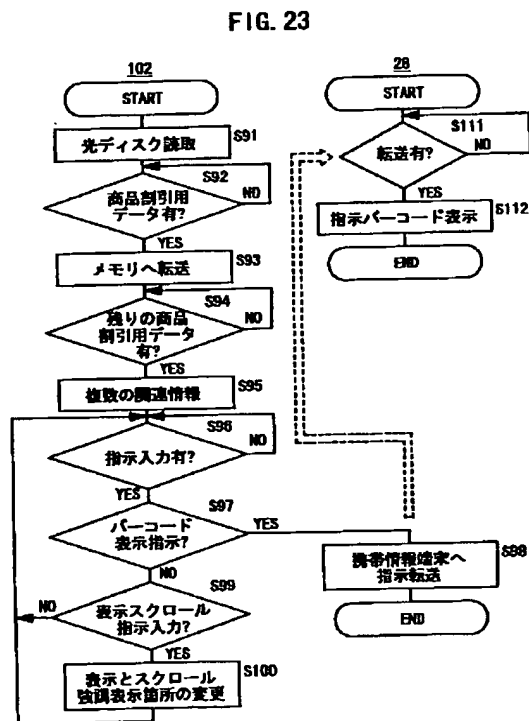 FIG. 23
102
START
光ディスク読取
S91
S92
商品割引用
データ有?
NO
YES
メモリへ転送
S93
S94
残りの商品
割引用データ
有?
NO
YES
複数の関連情報
S95
S96
指示入力有?
NO
YES
S97
バーコード
表示指示?
YES
NO
S98
携帯情報端末へ
指示転送
END
S99
表示スクロール
指示入力?
NO
YES
S100
表示とスクロール
強調表示箇所の変更
28
START
S111
転送有?
NO
YES
指示バーコード表示
S112
END